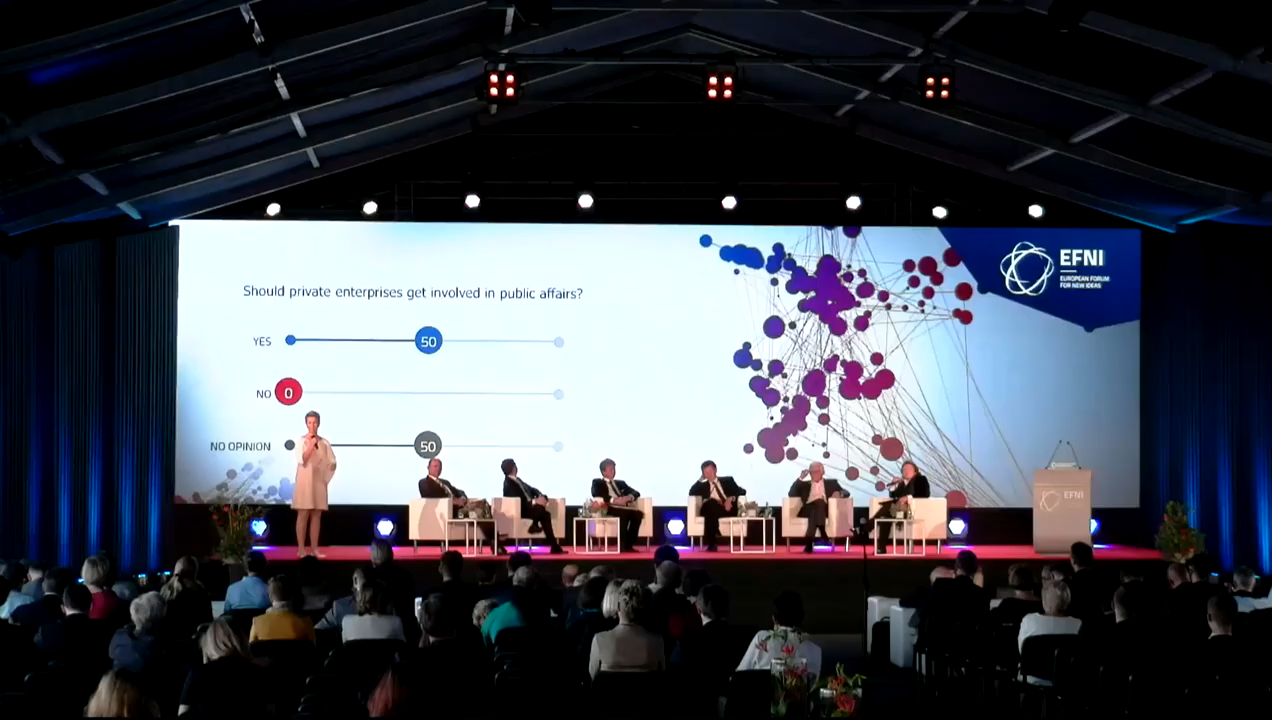 EFNI
EUROPEAN FORUM
FOR NEW IDEAS
Should private enterprises get involved in public affairs?
YES
50
NO
0
NO OPINION
50
EFNI